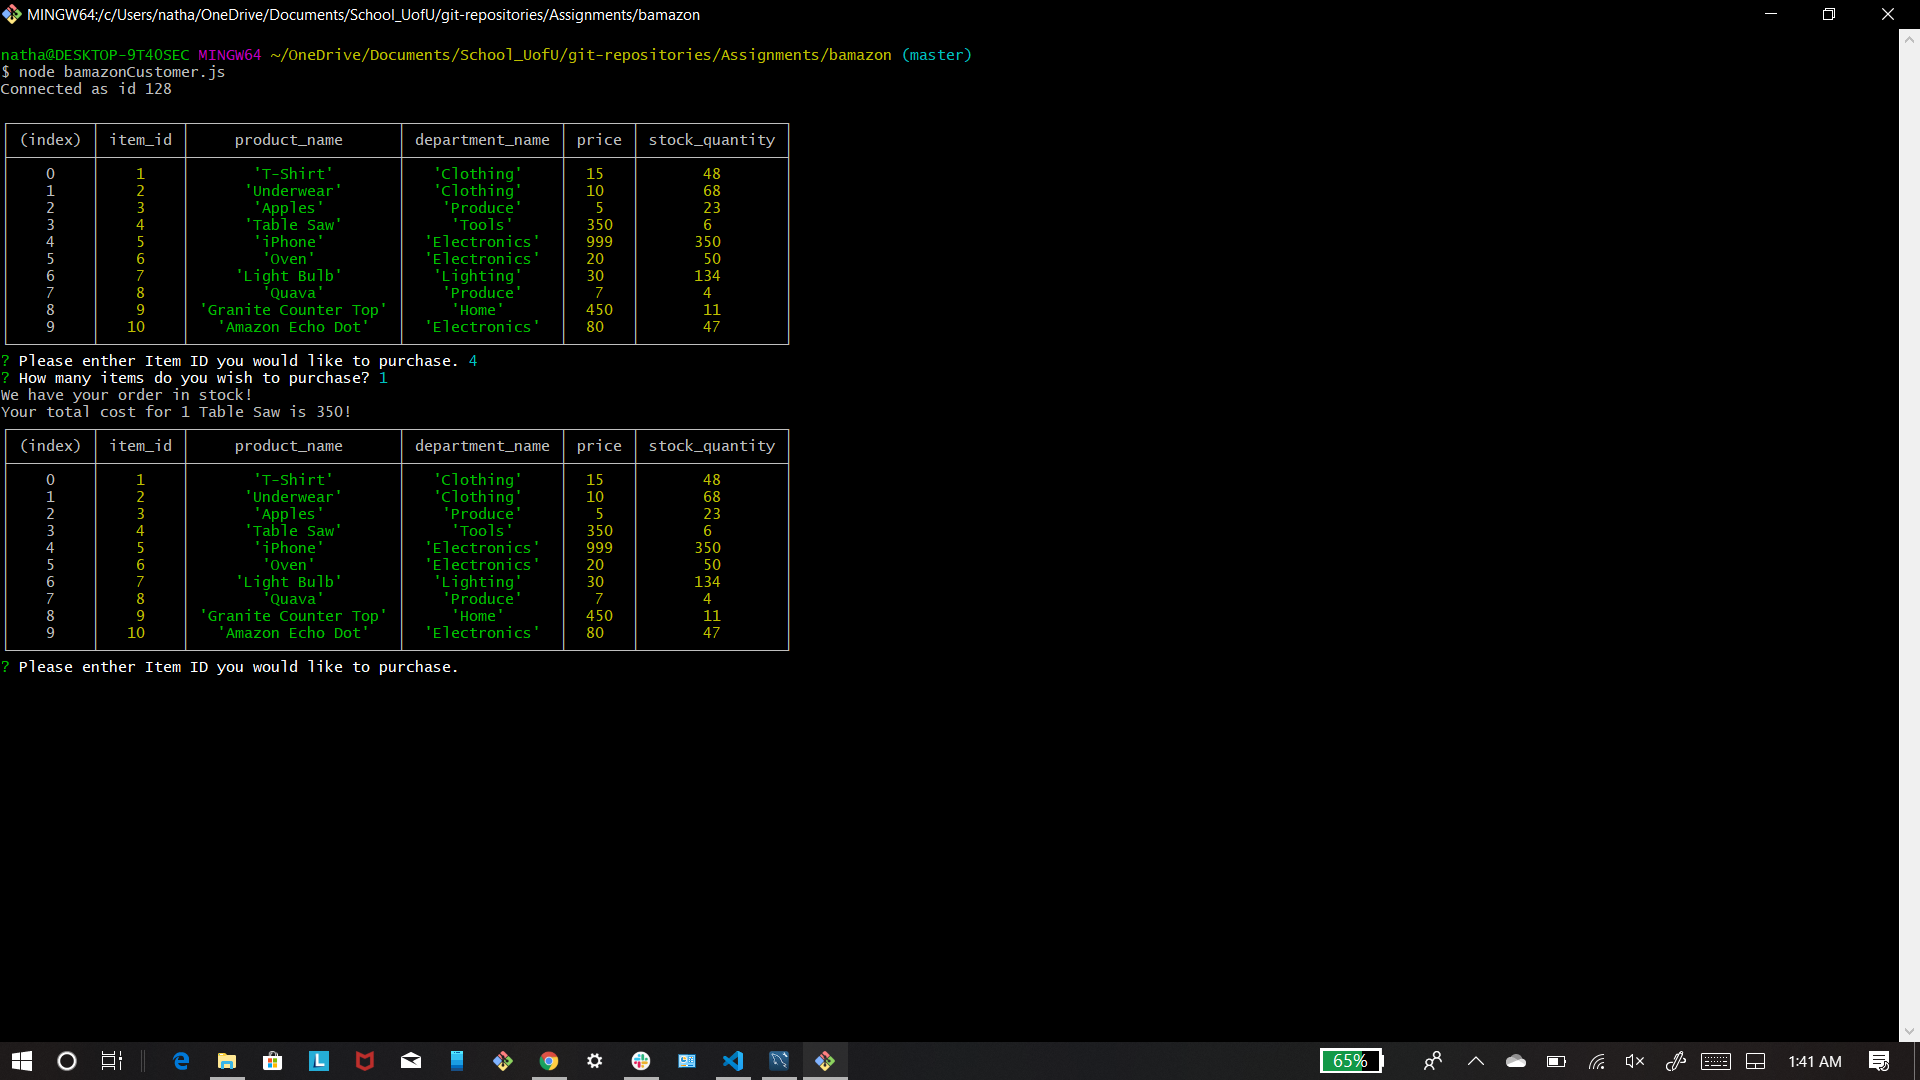 MINGW64:/c/Users/natha/OneDrive/Documents/School_UofU/git-repositories/Assignments/bamazon
natha@DESKTOP-9T4OSEC MINGW64 ~/OneDrive/Documents/School_UofU/git-repositories/Assignments/bamazon (master)
$ node bamazonCustomer.js
Connected as id 128
(index) item_id product_name department_name price stock_quantity
0 1 'T-Shirt' 'Clothing' 15 48
1 2 'Underwear' 'Clothing' 10 68
2 3 'Apples' 'Produce' 5 23
3 4 'Table Saw' 'Tools' 350 6
4 5 'iPhone' 'Electronics' 999 350
5 6 'Oven' 'Electronics' 20 50
6 7 'Light Bulb' 'Lighting' 30 134
7 8 'Quava' 'Produce' 7 4
8 9 'Granite Counter Top' 'Home' 450 11
9 10 'Amazon Echo Dot' 'Electronics' 80 47
? Please enther Item ID you would like to purchase. 4
? How many items do you wish to purchase? 1
We have your order in stock!
Your total cost for 1 Table Saw is 350!
(index) item_id product_name department_name price stock_quantity
0 1 'T-Shirt' 'Clothing' 15 48
1 2 'Underwear' 'Clothing' 10 68
2 3 'Apples' 'Produce' 5 23
3 4 'Table Saw' 'Tools' 350 6
4 5 'iPhone' 'Electronics' 999 350
5 6 'Oven' 'Electronics' 20 50
6 7 'Light Bulb' 'Lighting' 30 134
7 8 'Quava' 'Produce' 7 4
8 9 'Granite Counter Top' 'Home' 450 11
9 10 'Amazon Echo Dot' 'Electronics' 80 47
? Please enther Item ID you would like to purchase.
65% 1:41 AM